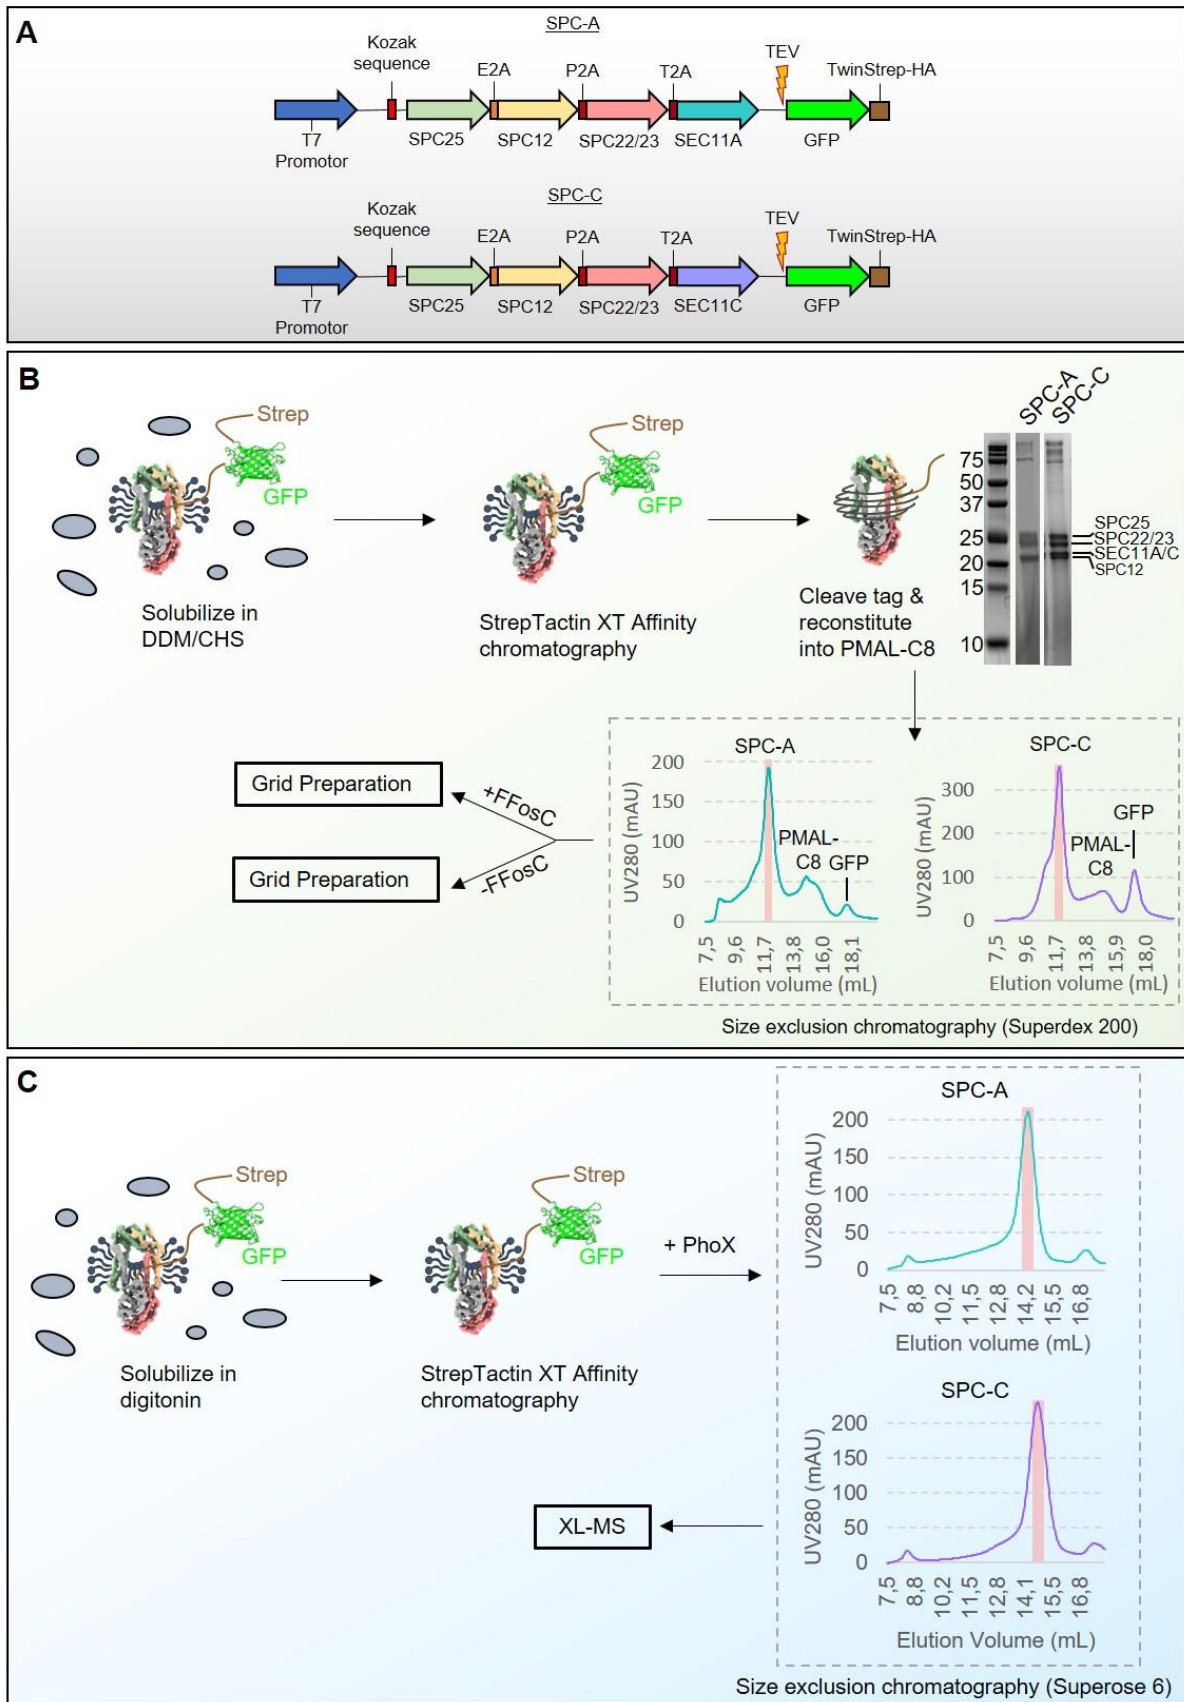 A
SPC-A
Kozak
sequence
E2A
P2A
T2A
TEV
TwinStrep-HA
T7
Promotor
SPC25
SPC12
SPC22/23
SEC11A
GFP
SPC-C
Kozak
sequence
E2A
P2A
T2A
TEV
TwinStrep-HA
T7
Promotor
SPC25
SPC12
SPC22/23
SEC11C
GFP
B
Strep
GFP
Solubilize in
DDM/CHS
Strep
GFP
StrepTactin XT Affinity
chromatography
Cleave tag &
reconstitute
into PMAL-C8
SPC-A
SPC-C
75
50
37
25
20
15
10
SPC25
SPC22/23
SEC11A/C
SPC12
Grid Preparation
+FFosC
Grid Preparation
-FFosC
SPC-A
UV280 (mAU)
200
150
100
50
0
PMAL-
C8
GFP
7,5
9,6
11,7
13,8
16,0
18,1
Elution volume (mL)
SPC-C
UV280 (mAU)
300
200
100
0
PMAL-
C8
GFP
7,5
9,6
11,7
13,8
15,9
18,0
Elution volume (mL)
Size exclusion chromatography (Superdex 200)
C
Strep
GFP
Solubilize in
digitonin
Strep
GFP
StrepTactin XT Affinity
chromatography
+ PhoX
SPC-A
UV280 (mAU)
200
150
100
50
0
7,5
8,8
10,2
11,5
12,8
14,2
15,5
16,8
Elution volume (mL)
SPC-C
UV280 (mAU)
200
150
100
50
0
7,5
8,8
10,2
11,5
12,8
14,1
15,5
16,8
Elution Volume (mL)
XL-MS
Size exclusion chromatography (Superose 6)